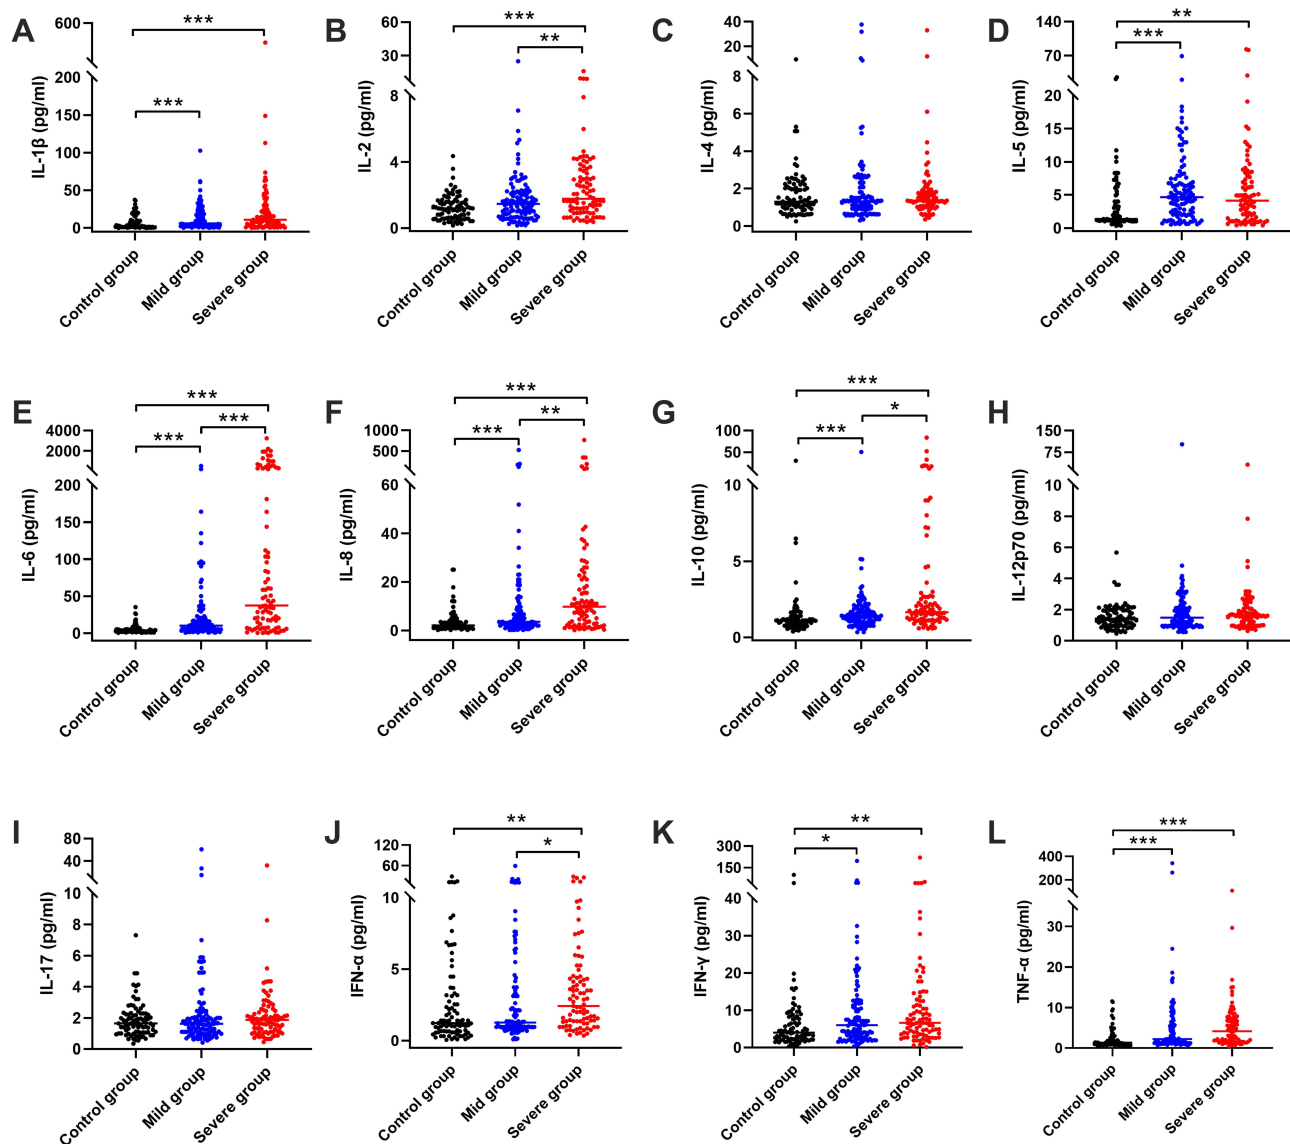 A
IL-1β (pg/ml)
600
200
150
100
50
0
***
***
Control group
Mild group
Severe group
B
IL-2 (pg/ml)
60
30
8
4
0
***
**
Control group
Mild group
Severe group
C
IL-4 (pg/ml)
40
20
8
6
4
2
0
Control group
Mild group
Severe group
D
IL-5 (pg/ml)
140
70
20
15
10
5
0
**
***
Control group
Mild group
Severe group
E
IL-6 (pg/ml)
4000
2000
200
150
100
50
0
***
***
***
Control group
Mild group
Severe group
F
IL-8 (pg/ml)
1000
500
60
40
20
0
***
**
***
Control group
Mild group
Severe group
G
IL-10 (pg/ml)
100
50
10
5
0
***
*
***
Control group
Mild group
Severe group
H
IL-12p70 (pg/ml)
150
75
10
8
6
4
2
0
Control group
Mild group
Severe group
I
IL-17 (pg/ml)
80
40
10
8
6
4
2
0
Control group
Mild group
Severe group
J
IFN-α (pg/ml)
120
60
10
5
0
**
*
Control group
Mid group
Severe group
K
IFN-γ (pg/ml)
300
150
40
30
20
10
0
**
*
Control group
Mild group
Severe group
L
TNF-α (pg/ml)
400
200
30
20
10
0
***
***
Control group
Mild group
Severe group